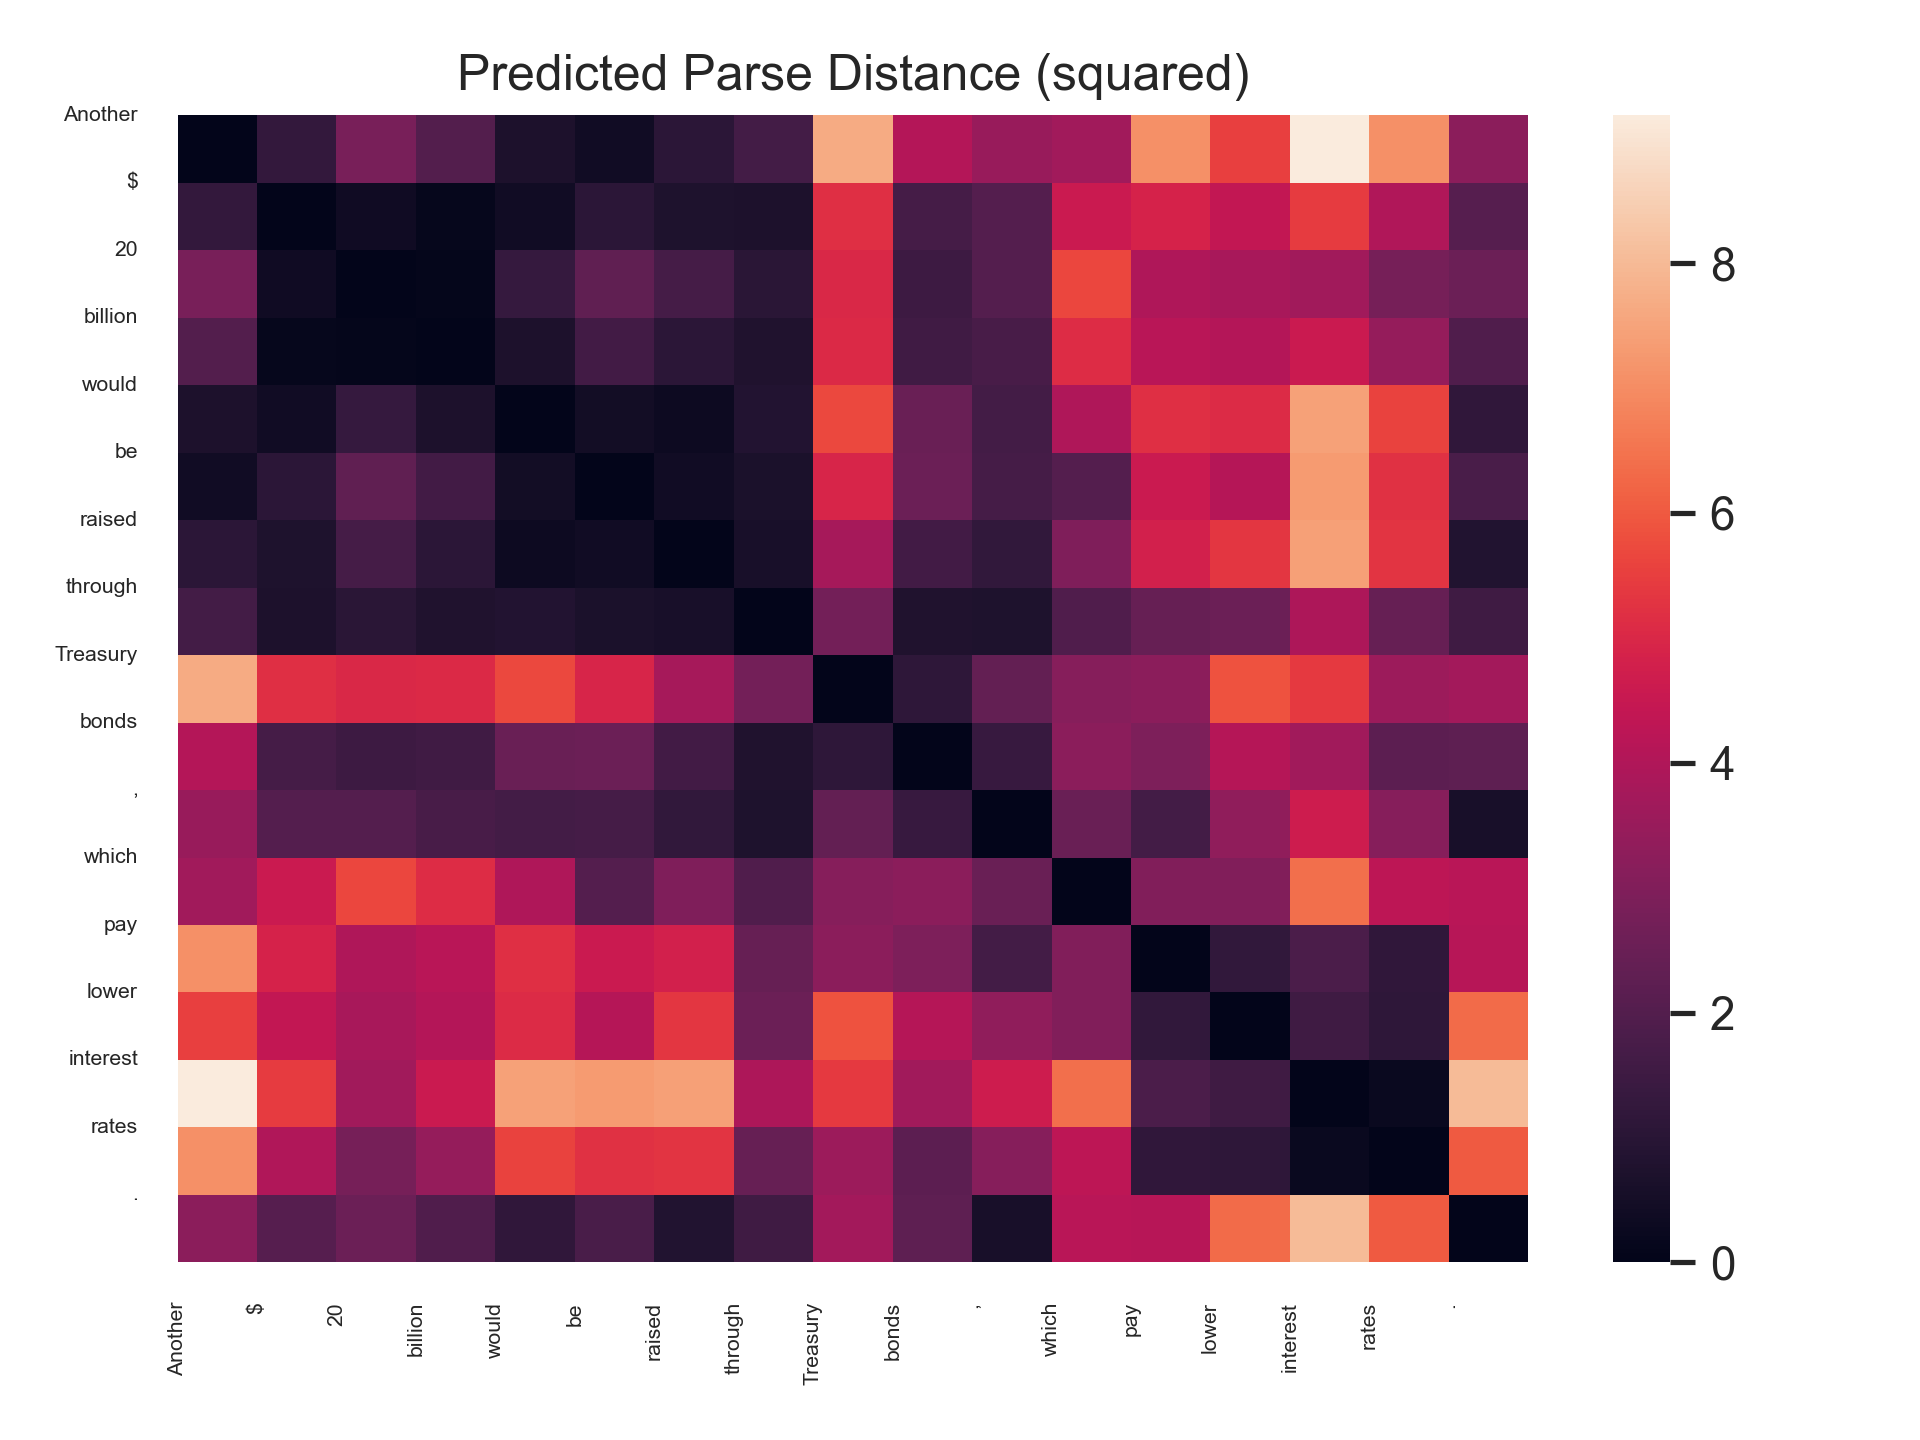 Predicted Parse Distance (squared)
Another
$
20
billion
would
be
raised
through
Treasury
bonds
,
which
pay
lower
interest
rates
.
8
6
4
2
0
Another
$
20
billion
would
be
raised
through
Treasury
bonds
,
which
pay
lower
interest
rates
.